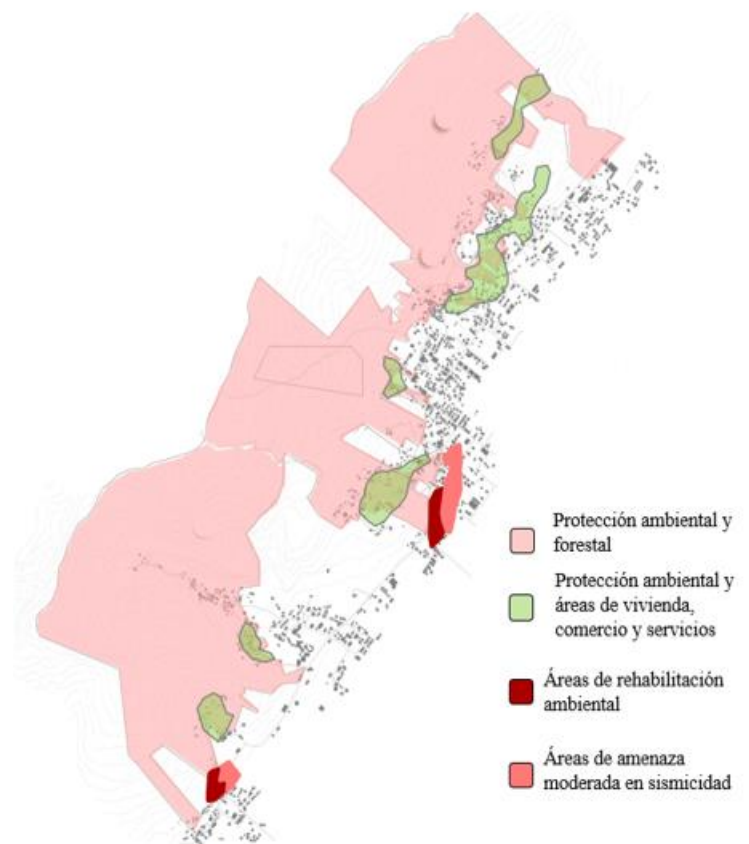 Protección ambiental y
forestal
Protección ambiental y
áreas de vivienda,
comercio y servicios
Áreas de rehabilitación
ambiental
Áreas de amenaza
moderada en sismicidad